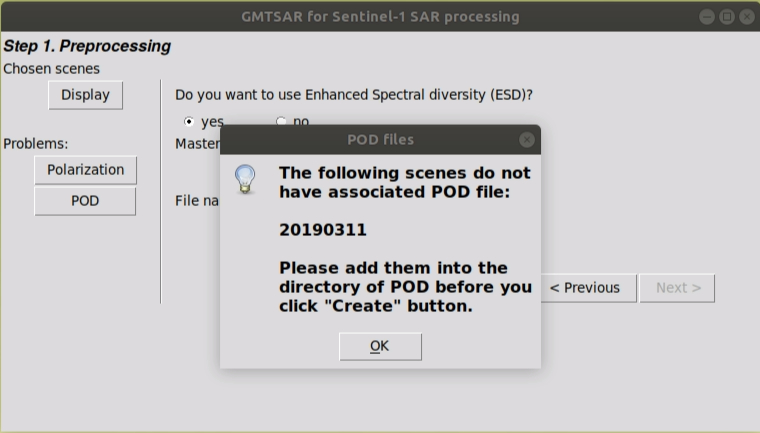 GMTSAR for Sentinel-1 SAR processing
Step 1. Preprocessing
Chosen scenes
Display
Do you want to use Enhanced Spectral diversity (ESD)?
yes
no
Problems:
Master
Polarization
POD
File na
POD files
The following scenes do not
have associated POD file:
20190311
Please add them into the
directory of POD before you
click "Create" button.
OK
< Previous
Next >